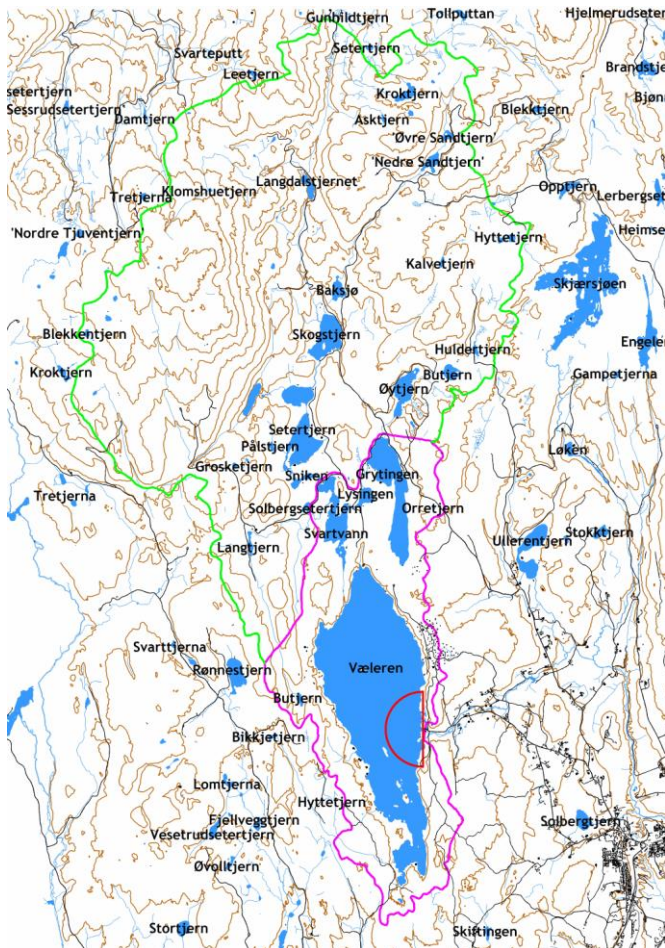 Gunhildtjern
Tollputtan
Hjelmerudseter
Setertjern
Svarteputt
Leetjern
Brandstje
Kroktjern
Bjønn
setertjern
Sessrudsetertjern
Damtjern
Asktjern
Blekktjern
'Øvre Sandtjern'
'Nedre Sandtjern'
Langdalstjernet
Klomshuetjern
Tretjerna
Opptjern
Lerbergset
'Nordre Tjuventjern'
Hyttetjern
Heimse
Kalvetjern
Skjærsjøen
Baksjø
Blekkentjern
Skogstjern
Huldertjern
Engeler
Kroktjern
Butjern
Gampetjerna
Øytjern
Setertjern
Pålstjern
Løken
Grosketjern
Sniken
Grytingen
Tretjerna
Lysingen
Solbergsetertjern
Orretjern
Svartvann
Stokktjern
Ullerentjern
Langtjern
Svarttjerna
Rønnestjern
Væleren
Butjern
Bikkjetjern
Lomtjerna
Hyttetjern
Fjellveggtjern
Vesetrudsetertjern
Solbergtjern
Øvolltjern
Stortjern
Skiftingen